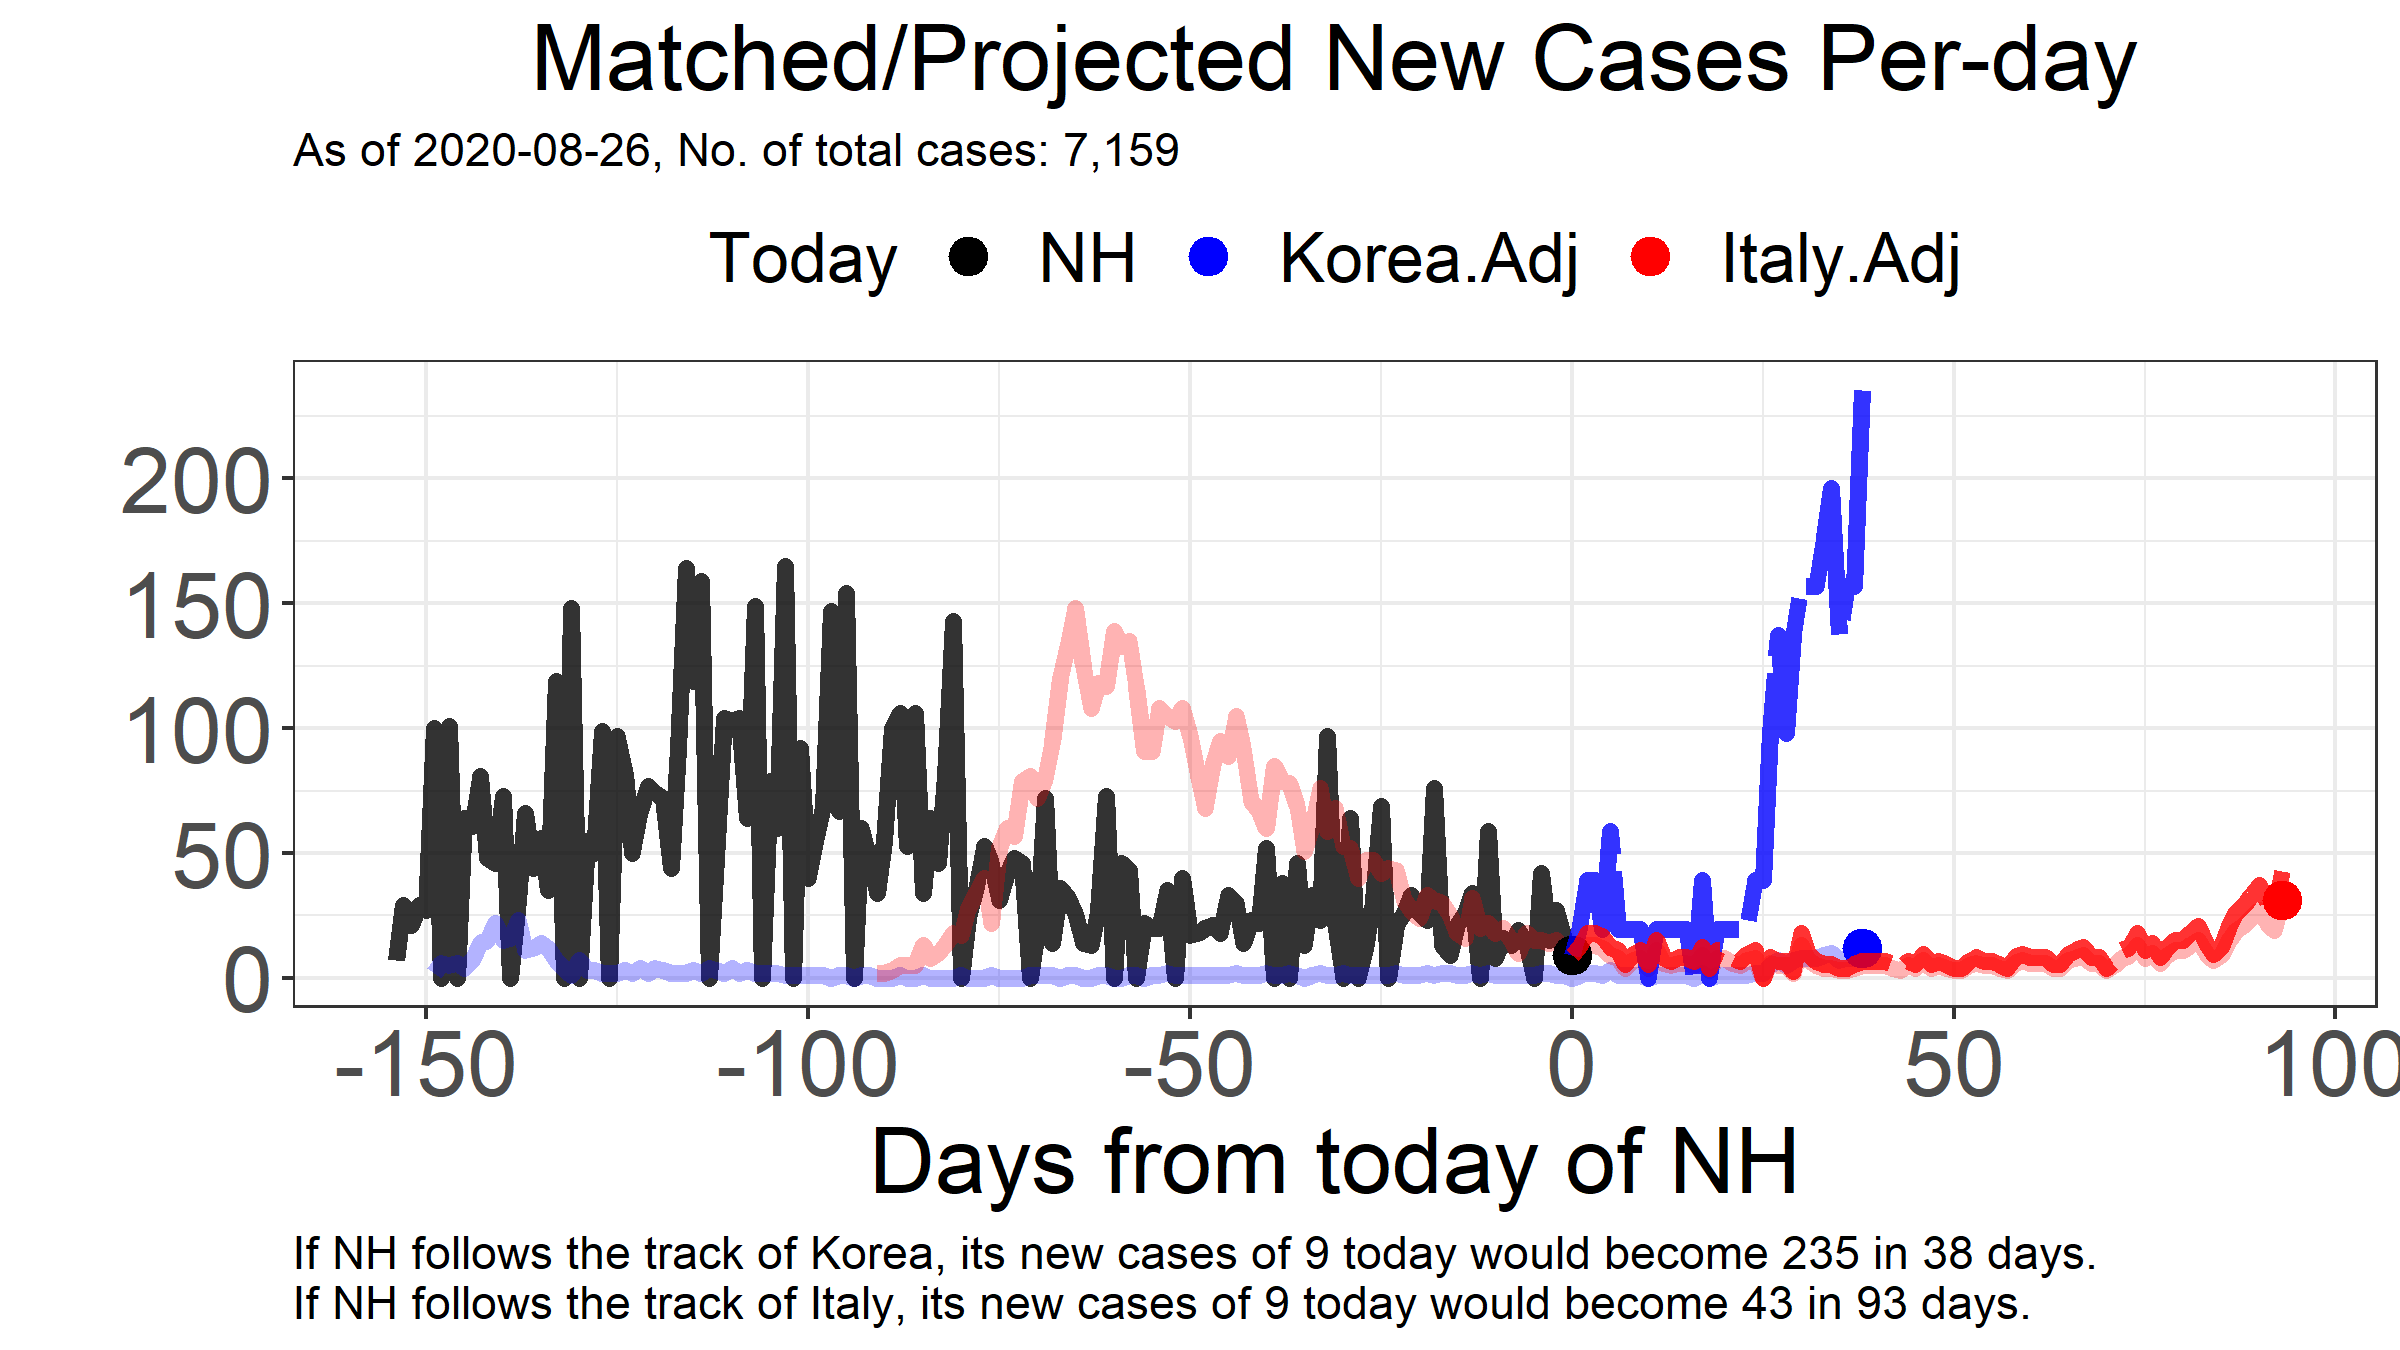 Matched/Projected New Cases Per-day
As of 2020-08-26, No. of total cases: 7,159
Today NH Korea.Adj Italy.Adj
200
150
100
50
0
-150 -100 -50 0 50 100
Days from today of NH
If NH follows the track of Korea, its new cases of 9 today would become 235 in 38 days.
If NH follows the track of Italy, its new cases of 9 today would become 43 in 93 days.